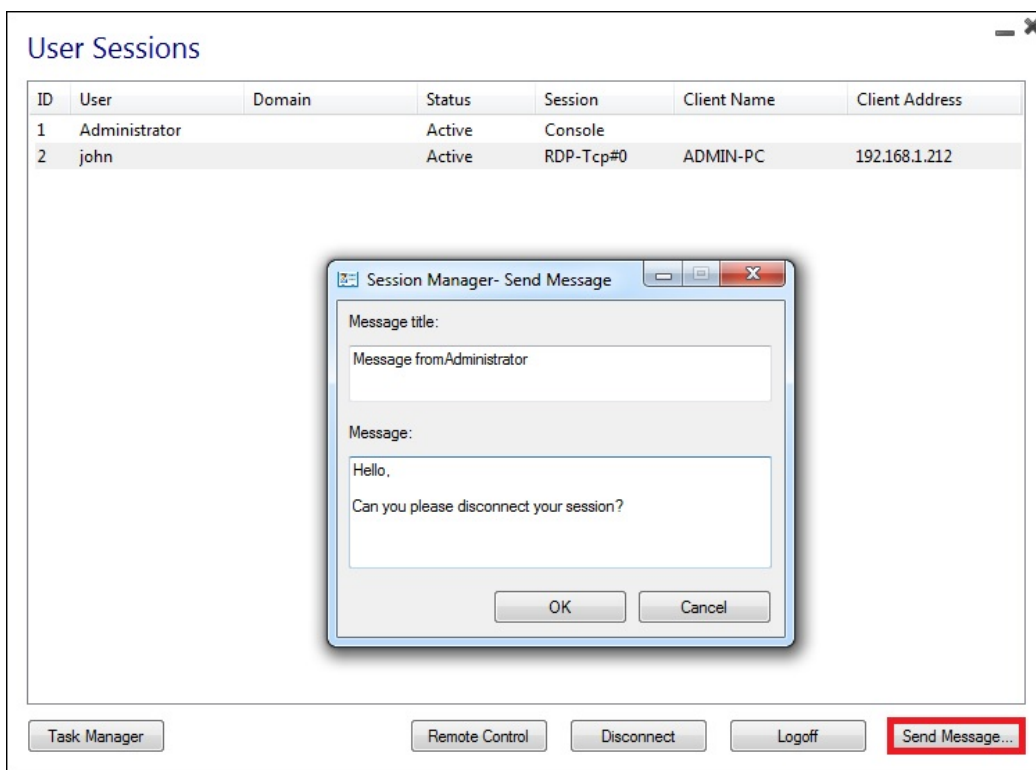 User Sessions
ID User Domain Status Session Client Name Client Address
1 Administrator Active Console
2 john Active RDP-Tcp#0 ADMIN-PC 192.168.1.212
Session Manager- Send Message
Message title:
Message fromAdministrator
Message:
Hello,
Can you please disconnect your session?
OK Cancel
Task Manager Remote Control Disconnect Logoff Send Message...